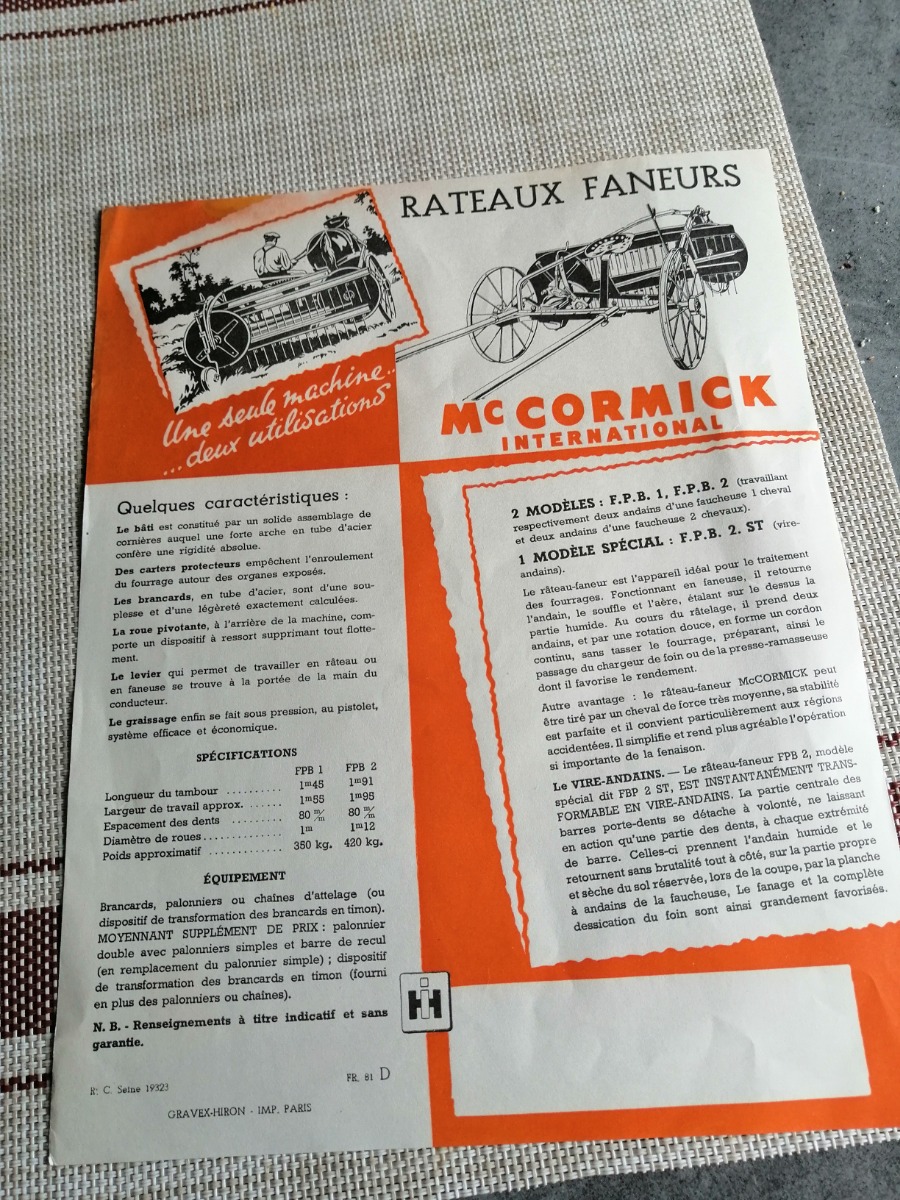 RATEAUX FANEURS
Une seule machine...
...deux utilisations
McCORMICK
INTERNATIONAL
Quelques caractéristiques :
Le bâti est constitué par un solide assemblage de
cornières auquel une forte arche en tube d'acier
confère une rigidité absolue.
Des carters protecteurs empêchent l'enroulement
du fourrage autour des organes exposés.
Les brancards, en tube d'acier, sont d'une sou-
plesse et d'une légèreté exactement calculées.
La roue pivotante, à l'arrière de la machine, com-
porte un dispositif à ressort supprimant tout flotte-
ment.
Le levier qui permet de travailler en râteau ou
en faneuse se trouve à la portée de la main du
conducteur.
Le graissage enfin se fait sous pression, au pistolet,
système efficace et économique.
SPÉCIFICATIONS
FPB 1 FPB 2
Longueur du tambour .......... 1m45 1m91
Largeur de travail approx. ...... 1m55 1m95
Espacement des dents ........ 80 m/m 80 m/m
Diamètre de roues............. 1m 1m12
Poids approximatif ............ 350 kg. 420 kg.
ÉQUIPEMENT
Brancards, palonniers ou chaînes d'attelage (ou
dispositif de transformation des brancards en timon).
MOYENNANT SUPPLÉMENT DE PRIX : palonnier
double avec palonniers simples et barre de recul
(en remplacement du palonnier simple) ; dispositif
de transformation des brancards en timon (fourni
en plus des palonniers ou chaînes).
N. B. - Renseignements à titre indicatif et sans
garantie.
R. C. Seine 19323
FR. 81 D
GRAVEX-HIRON - IMP. PARIS
2 MODÈLES : F.P.B. 1, F.P.B. 2 (travaillant
respectivement deux andains d'une faucheuse 1 cheval
et deux andains d'une faucheuse 2 chevaux).
1 MODÈLE SPÉCIAL : F.P.B. 2. ST (vire-
andains).
Le râteau-faneur est l'appareil idéal pour le traitement
des fourrages. Fonctionnant en faneuse, il retourne
l'andain, le souffle et l'aère, étalant sur le dessus la
partie humide. Au cours du râtelage, il prend deux
andains, et par une rotation douce, en forme un cordon
continu, sans tasser le fourrage, préparant, ainsi le
passage du chargeur de foin ou de la presse-ramasseuse
dont il favorise le rendement.
Autre avantage : le râteau-faneur McCORMICK peut
être tiré par un cheval de force très moyenne, sa stabilité
est parfaite et il convient particulièrement aux régions
accidentées. Il simplifie et rend plus agréable l'opération
si importante de la fenaison.
Le VIRE-ANDAINS. — Le râteau-faneur FPB 2, modèle
spécial dit FBP 2 ST, EST INSTANTANÉMENT TRANS-
FORMABLE EN VIRE-ANDAINS. La partie centrale des
barres porte-dents se détache à volonté, ne laissant
en action qu'une partie des dents, à chaque extrémité
de barre. Celles-ci prennent l'andain humide et le
retournent sans brutalité tout à côté, sur la partie propre
et sèche du sol réservée, lors de la coupe, par la planche
à andains de la faucheuse, Le fanage et la complète
dessication du foin sont ainsi grandement favorisés.
IH